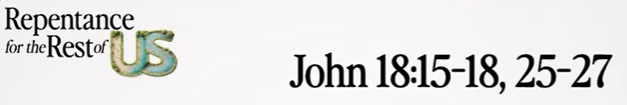 Repentance
for the Rest of US
John 18:15-18, 25-27